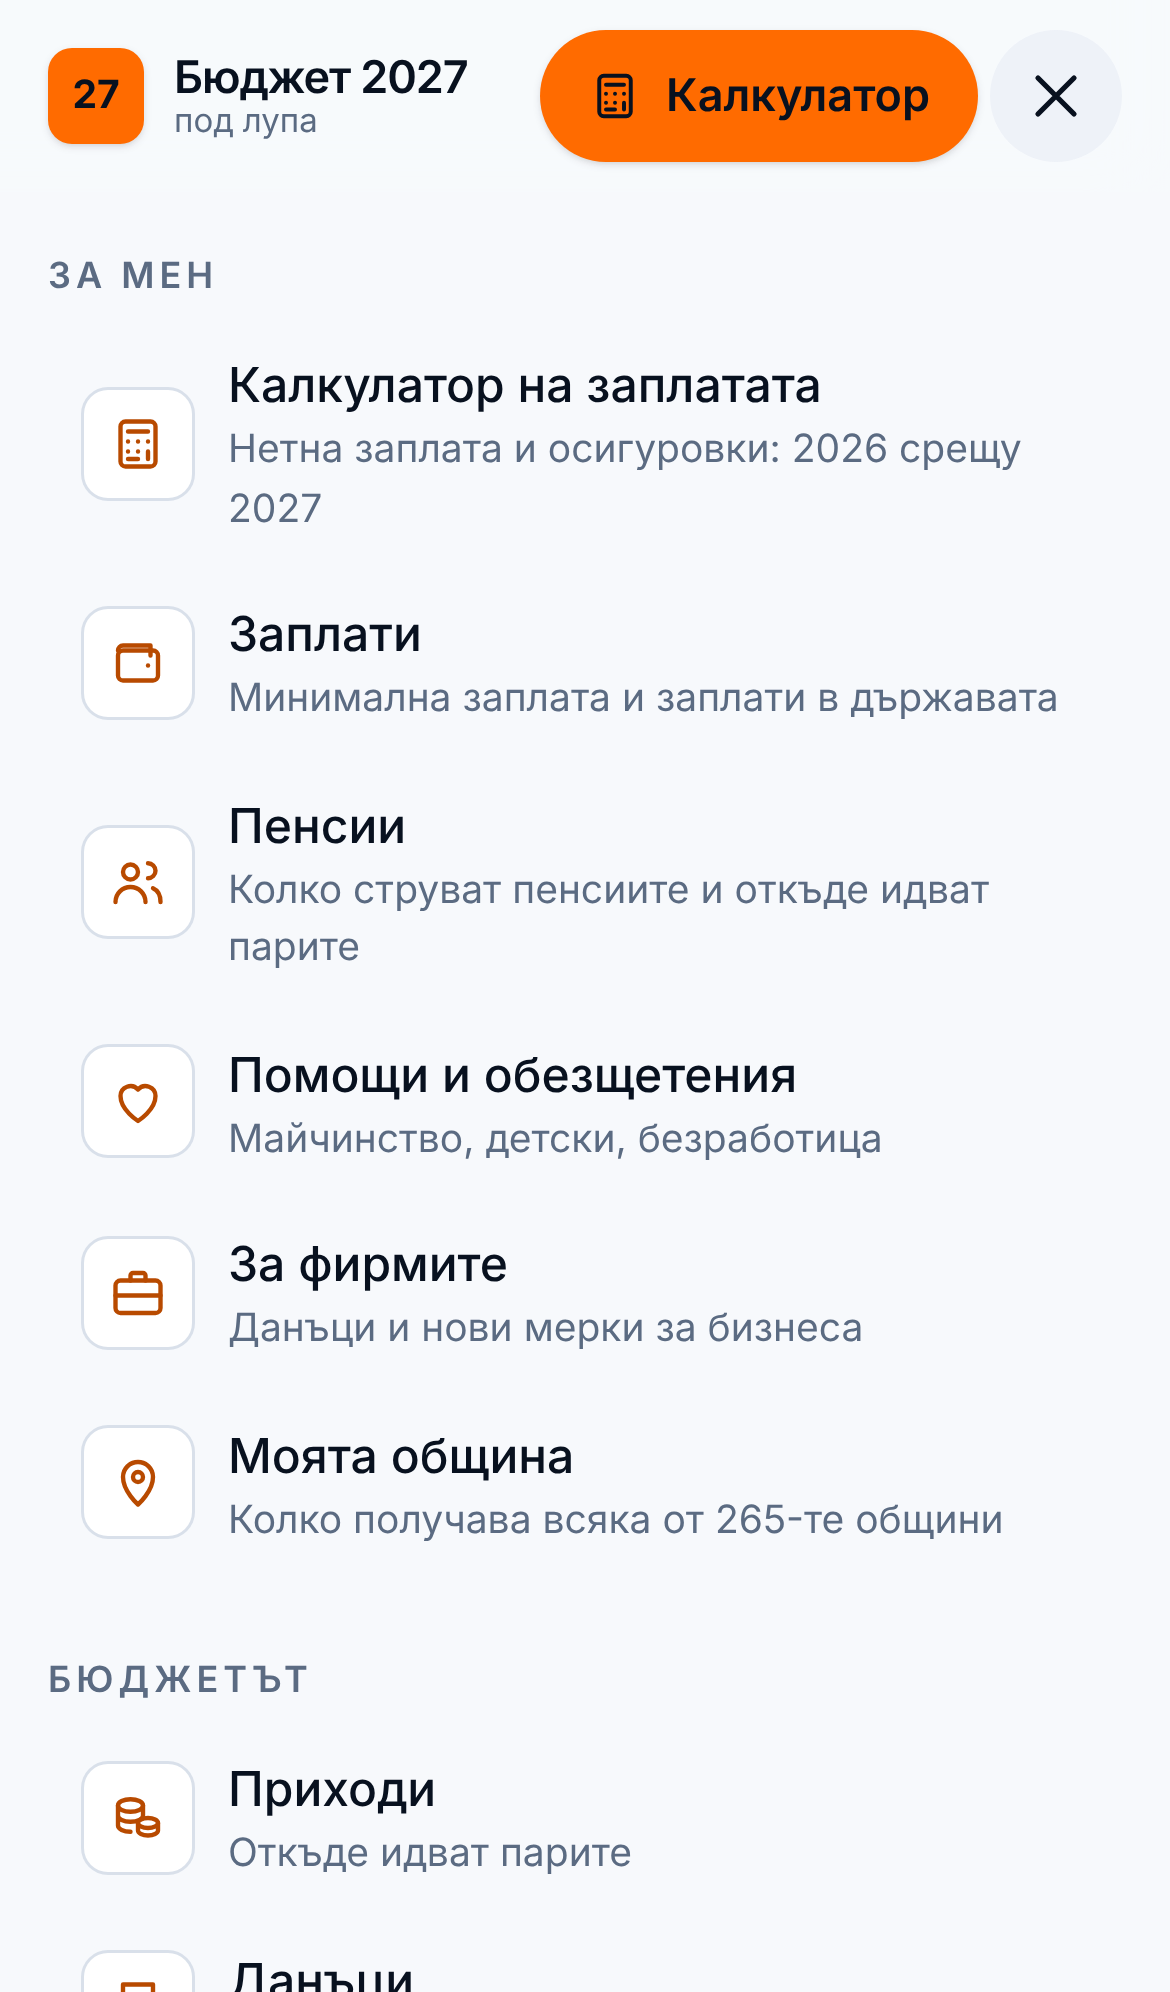 27
Бюджет 2027
под лупа
Калкулатор
ЗА МЕН
Калкулатор на заплатата
Нетна заплата и осигуровки: 2026 срещу
2027
Заплати
Минимална заплата и заплати в държавата
Пенсии
Колко струват пенсиите и откъде идват
парите
Помощи и обезщетения
Майчинство, детски, безработица
За фирмите
Данъци и нови мерки за бизнеса
Моята община
Колко получава всяка от 265-те общини
БЮДЖЕТЪТ
Приходи
Откъде идват парите
Данъци